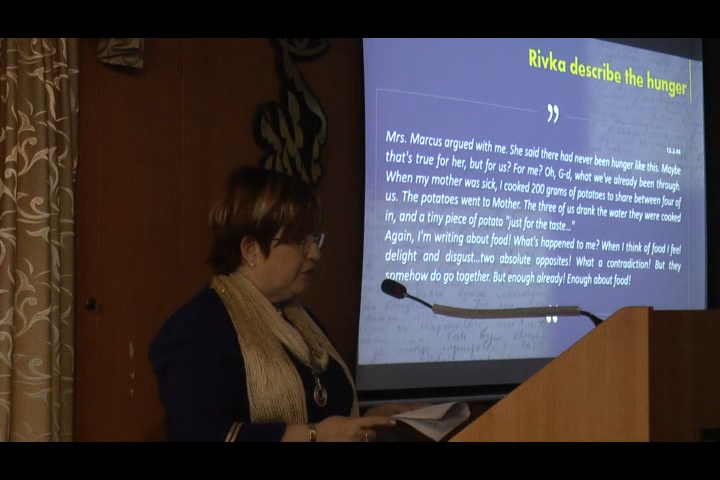 Rivka describe the hunger
”
12.2.44
Mrs. Marcus argued with me. She said there had never been hunger like this. Maybe
that's true for her, but for us? For me? Oh, G-d, what we've already been through.
When my mother was sick, I cooked 200 grams of potatoes to share between four of
us. The potatoes went to Mother. The three of us drank the water they were cooked
in, and a tiny piece of potato "just for the taste..."
Again, I'm writing about food! What's happened to me? When I think of food I feel
delight and disgust...two absolute opposites! What a contradiction! But they
somehow do go together. But enough already! Enough about food!
“